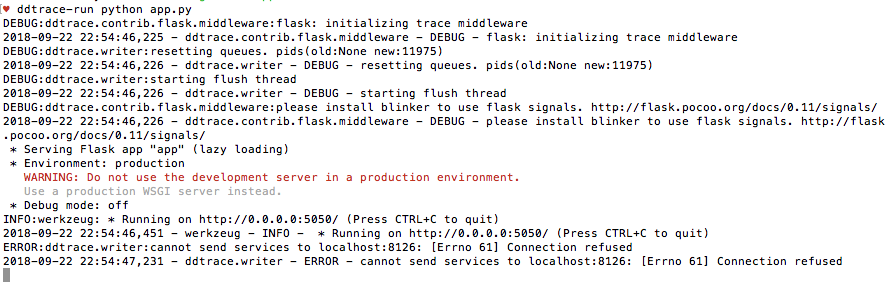 ♥ ddtrace-run python app.py
DEBUG:ddtrace.contrib.flask.middleware:flask: initializing trace middleware
2018-09-22 22:54:46,225 - ddtrace.contrib.flask.middleware - DEBUG - flask: initializing trace middleware
DEBUG:ddtrace.writer:resetting queues. pids(old:None new:11975)
2018-09-22 22:54:46,226 - ddtrace.writer - DEBUG - resetting queues. pids(old:None new:11975)
DEBUG:ddtrace.writer:starting flush thread
2018-09-22 22:54:46,226 - ddtrace.writer - DEBUG - starting flush thread
DEBUG:ddtrace.contrib.flask.middleware:please install blinker to use flask signals. http://flask.pocoo.org/docs/0.11/signals/
2018-09-22 22:54:46,226 - ddtrace.contrib.flask.middleware - DEBUG - please install blinker to use flask signals. http://flask
.pocoo.org/docs/0.11/signals/
 * Serving Flask app "app" (lazy loading)
 * Environment: production
   WARNING: Do not use the development server in a production environment.
   Use a production WSGI server instead.
 * Debug mode: off
INFO:werkzeug: * Running on http://0.0.0.0:5050/ (Press CTRL+C to quit)
2018-09-22 22:54:46,451 - werkzeug - INFO -  * Running on http://0.0.0.0:5050/ (Press CTRL+C to quit)
ERROR:ddtrace.writer:cannot send services to localhost:8126: [Errno 61] Connection refused
2018-09-22 22:54:47,231 - ddtrace.writer - ERROR - cannot send services to localhost:8126: [Errno 61] Connection refused